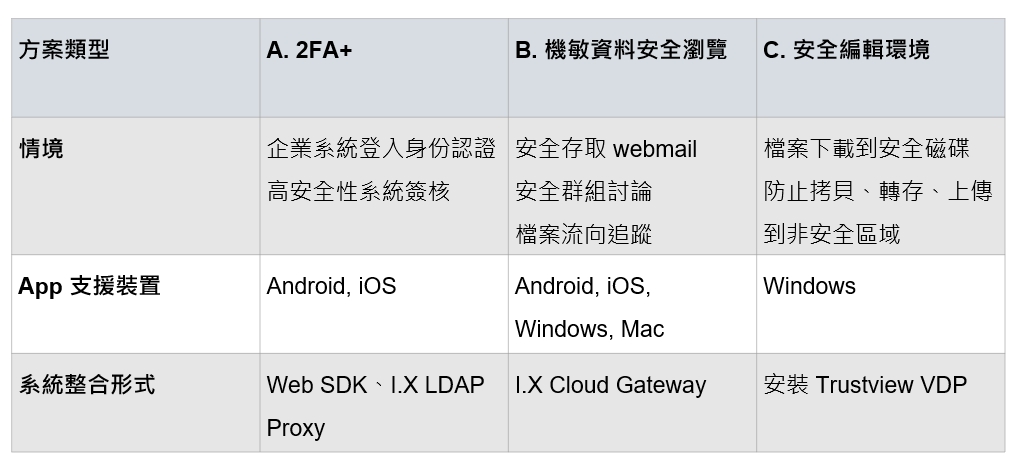 方案類型
A. 2FA+
B. 機敏資料安全瀏覽
C. 安全編輯環境
情境
企業系統登入身份認證
高安全性系統簽核
安全存取 webmail
安全群組討論
檔案流向追蹤
檔案下載到安全磁碟
防止拷貝、轉存、上傳
到非安全區域
App 支援裝置
Android, iOS
Android, iOS,
Windows, Mac
Windows
系統整合形式
Web SDK、I.X LDAP
Proxy
I.X Cloud Gateway
安裝 Trustview VDP